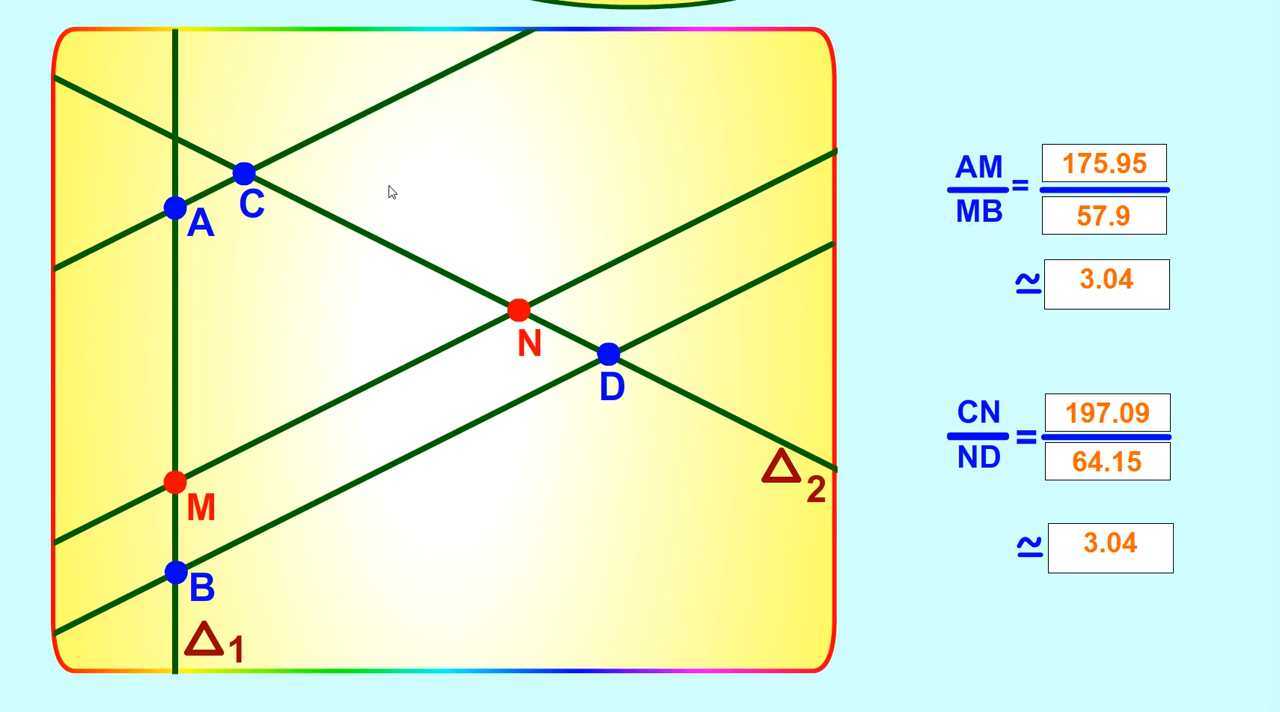 C
A
N
D
M
B
Δ1
Δ2
AM
MB
=
175.95
57.9
≃ 3.04
CN
ND
=
197.09
64.15
≃ 3.04